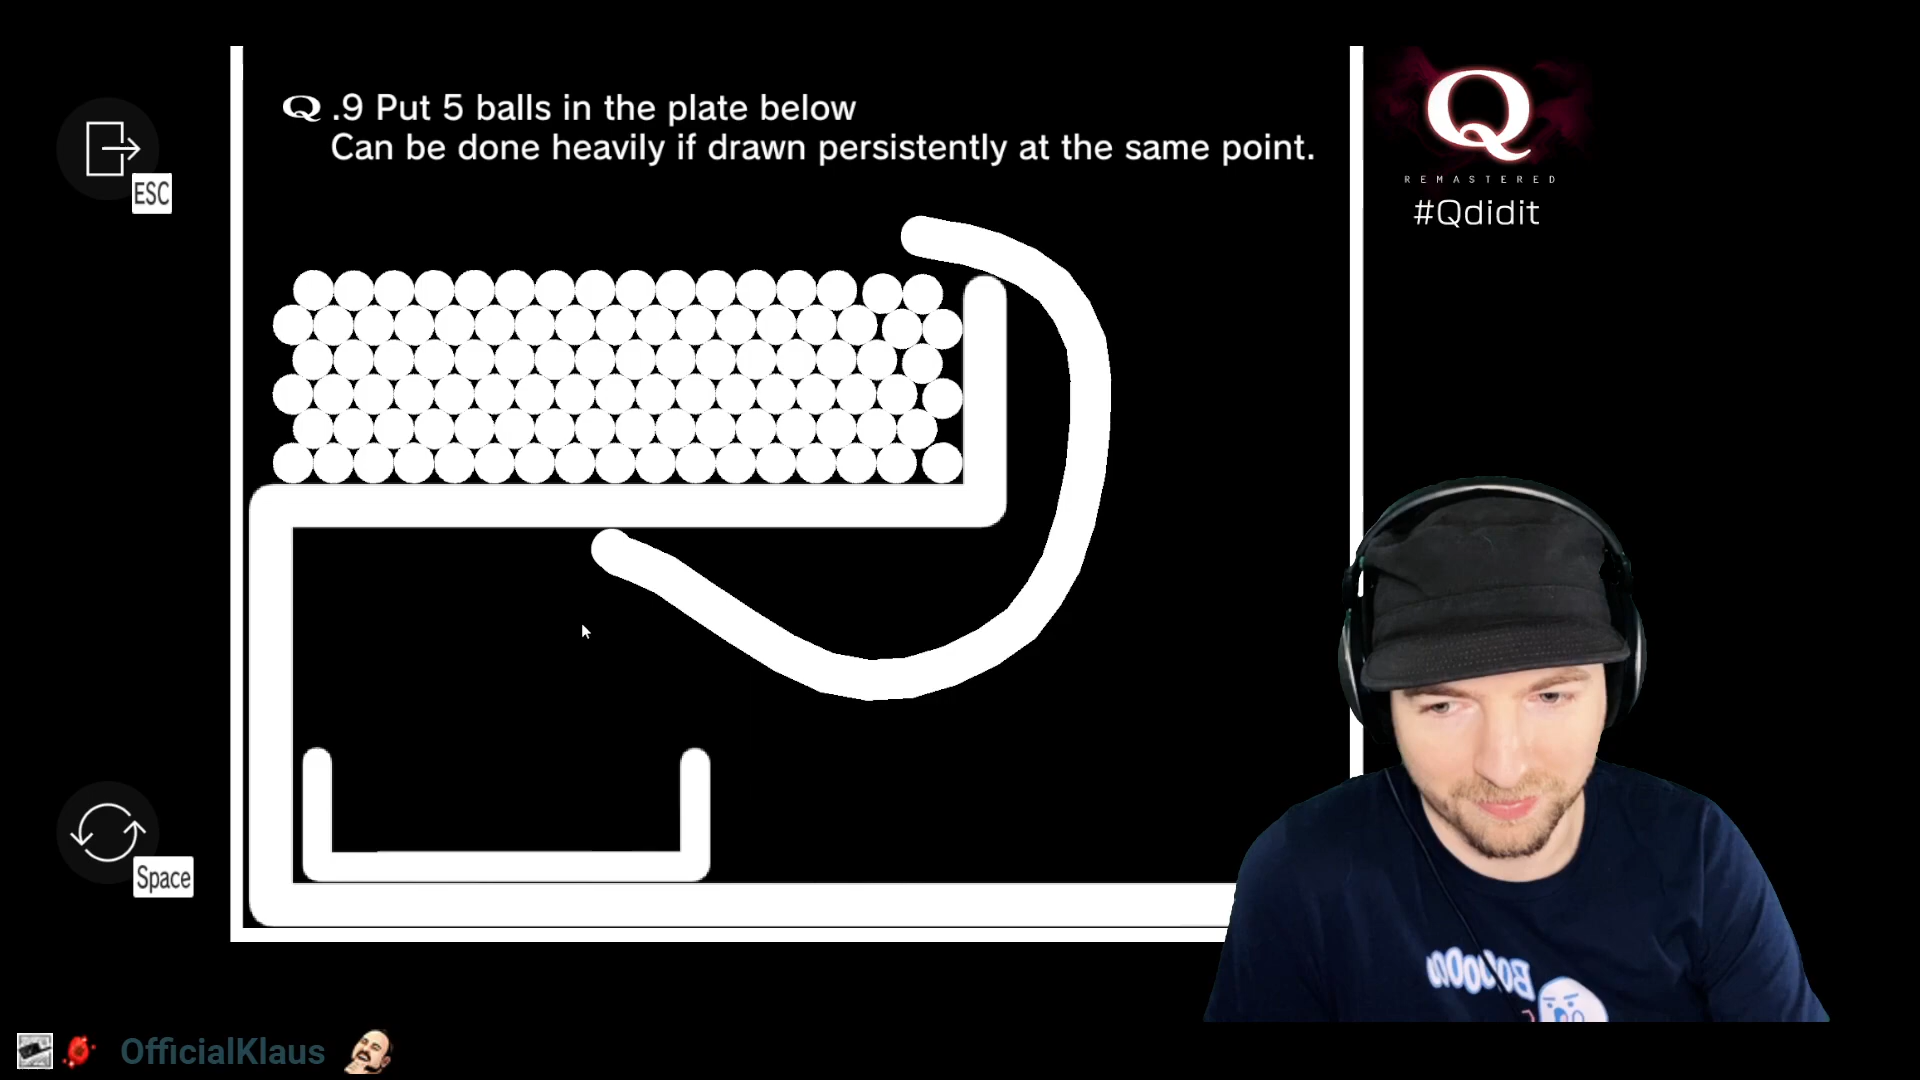 Q .9 Put 5 balls in the plate below
Can be done heavily if drawn persistently at the same point.
ESC
Q
REMASTERED
#Qdidit
Space
OfficialKlaus